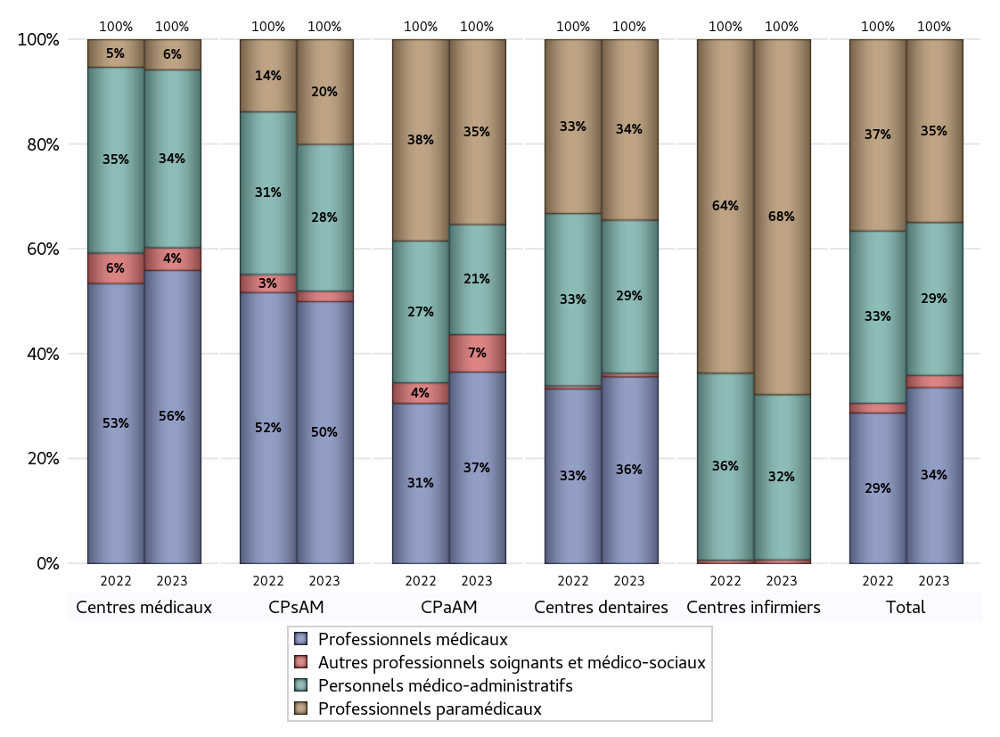 100% 100% 100% 100% 100% 100% 100% 100% 100% 100% 100% 100%
100%
5% 6% 14% 20% 38% 35% 33% 34% 64% 68% 37% 35%
80%
35% 34% 31% 28% 27% 21% 33% 29% 36% 32% 33% 29%
60%
6% 4% 3% 4% 7%
40%
53% 56% 52% 50% 31% 37% 33% 36% 29% 34%
20%
0%
2022 2023 2022 2023 2022 2023 2022 2023 2022 2023 2022 2023
Centres médicaux CPsAM CPaAM Centres dentaires Centres infirmiers Total
Professionnels médicaux
Autres professionnels soignants et médico-sociaux
Personnels médico-administratifs
Professionnels paramédicaux